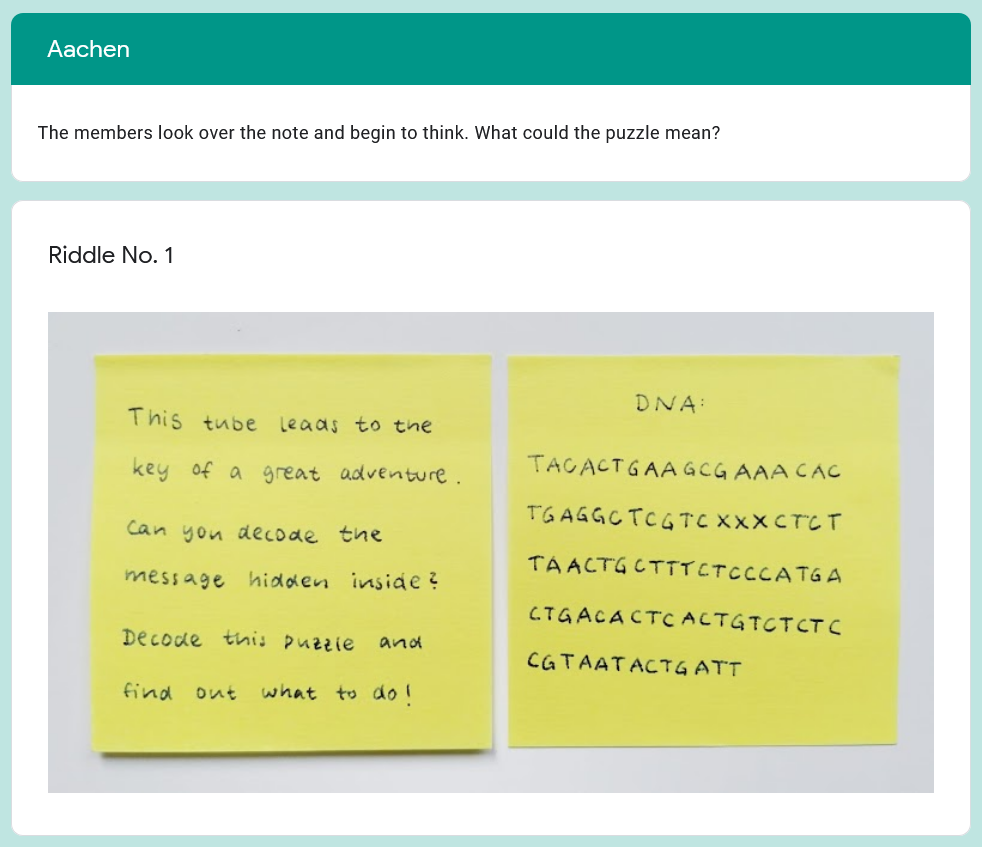 Aachen
The members look over the note and begin to think. What could the puzzle mean?
Riddle No. 1
This tube leads to the
key of a great adventure.
Can you decode the
message hidden inside?
Decode this puzzle and
find out what to do!
DNA:
TACACTGAAGCGAAACAC
TGAGGCTCGTCXXXCTCT
TAACTGCTTTCTCCCATGA
CTGACACTCACTGTCTCTC
CGTAATACTGATT